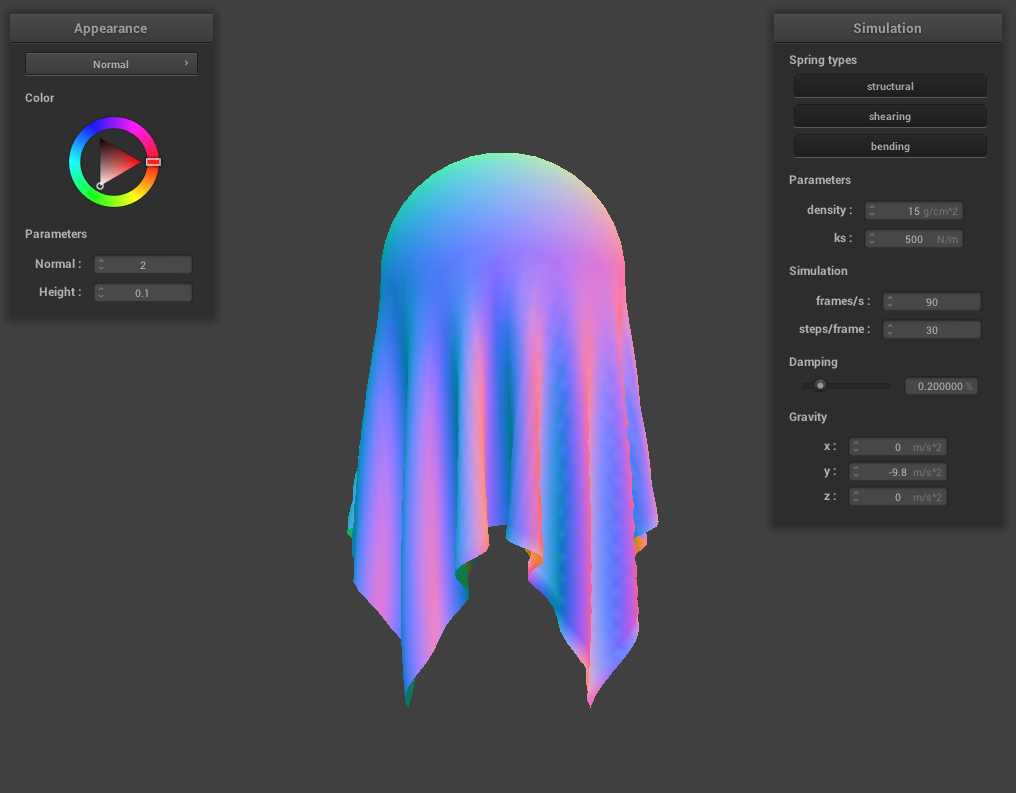 Appearance
Normal ›
Color
Parameters
Normal : 2
Height : 0.1
Simulation
Spring types
structural
shearing
bending
Parameters
density : 15 g/cm^2
ks : 500 N/m
Simulation
frames/s : 90
steps/frame : 30
Damping
0.200000 %
Gravity
x : 0 m/s^2
y : -9.8 m/s^2
z : 0 m/s^2